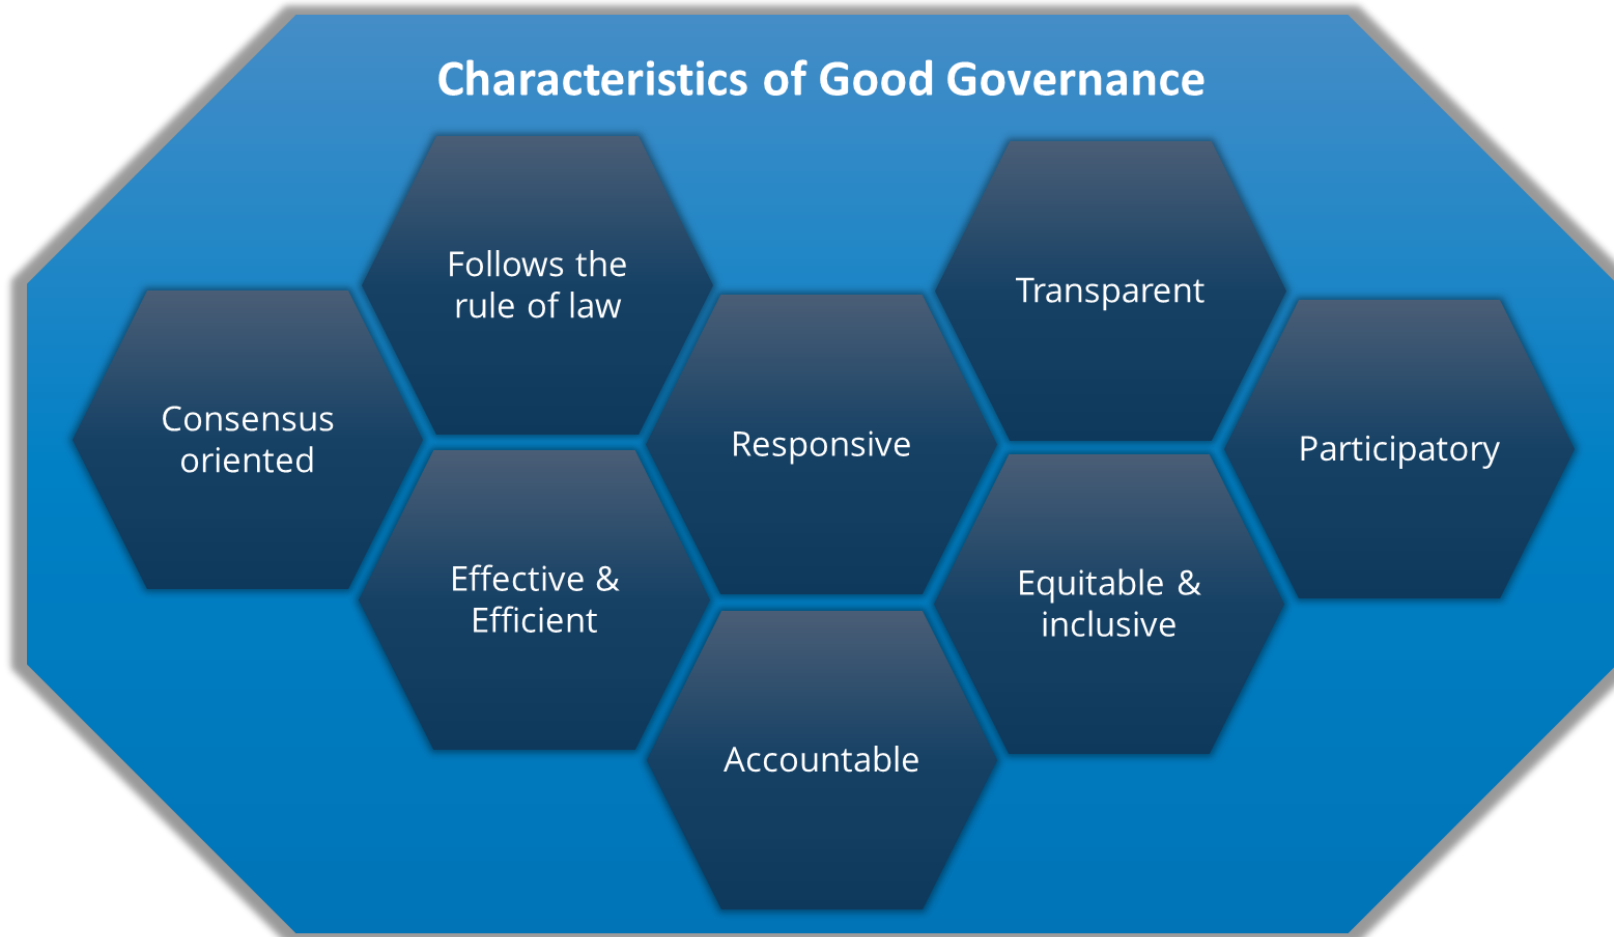 Characteristics of Good Governance
Follows the
rule of law
Transparent
Consensus
oriented
Responsive
Participatory
Effective &
Efficient
Equitable &
inclusive
Accountable